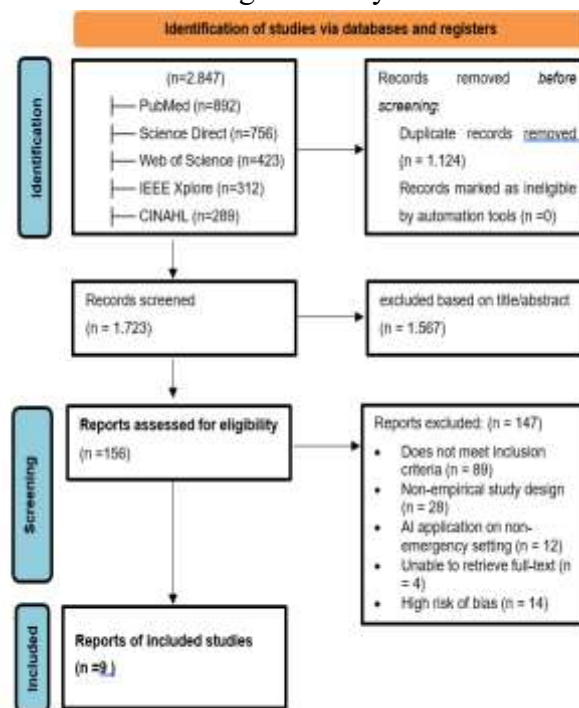 Identification of studies via databases and registers
Identification
(n=2.847)
PubMed (n=892)
Science Direct (n=756)
Web of Science (n=423)
IEEE Xplore (n=312)
CINAHL (n=289)
Records removed before
screening:
Duplicate records removed
(n = 1.124)
Records marked as ineligible
by automation tools (n =0)
Records screened
(n = 1.723)
excluded based on title/abstract
(n = 1.567)
Screening
Reports assessed for eligibility
(n =156)
Reports excluded: (n = 147)
• Does not meet Inclusion
criteria (n = 89)
• Non-empirical study design
(n = 28)
• AI application on non-
emergency setting (n = 12)
• Unable to retrieve full-text (n
= 4)
• High risk of bias (n = 14)
Included
Reports of included studies
(n =9 )